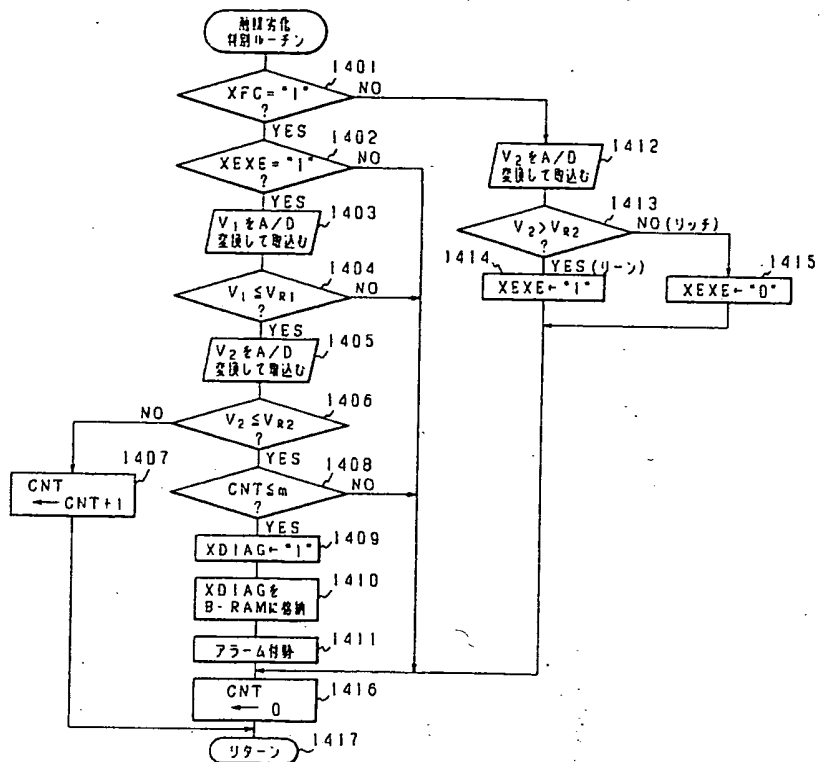 触媒劣化
判別ルーチン
1401
XFC="1"
?
NO
YES
1402
XEXE="1"
?
NO
YES
1403
V1をA/D
変換して取込む
1404
V1≦VR1
?
NO
YES
1405
V2をA/D
変換して取込む
1406
V2≦VR2
?
NO
YES
1407
CNT
← CNT+1
1408
CNT≦m
?
NO
YES
1409
XDIAG←"1"
1410
XDIAGを
B-RAMに格納
1411
アラーム付勢
1412
V2をA/D
変換して取込む
1413
V2>VR2
?
NO(リッチ)
YES(リーン)
1414
XEXE←"1"
1415
XEXE←"0"
1416
CNT
← 0
1417
リターン